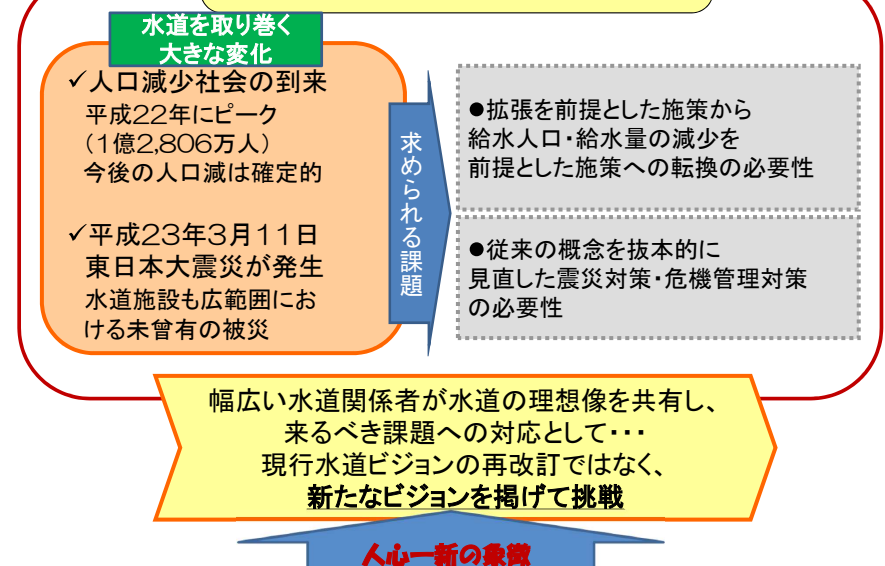 水道を取り巻く
大きな変化
✓人口減少社会の到来
平成22年にピーク
(1億2,806万人)
今後の人口減は確定的
✓平成23年3月11日
東日本大震災が発生
水道施設も広範囲にお
ける未曾有の被災
求められる課題
●拡張を前提とした施策から
給水人口・給水量の減少を
前提とした施策への転換の必要性
●従来の概念を抜本的に
見直した震災対策・危機管理対策
の必要性
幅広い水道関係者が水道の理想像を共有し、
来るべき課題への対応として・・・
現行水道ビジョンの再改訂ではなく、
新たなビジョンを掲げて挑戦
人心一新の象徴